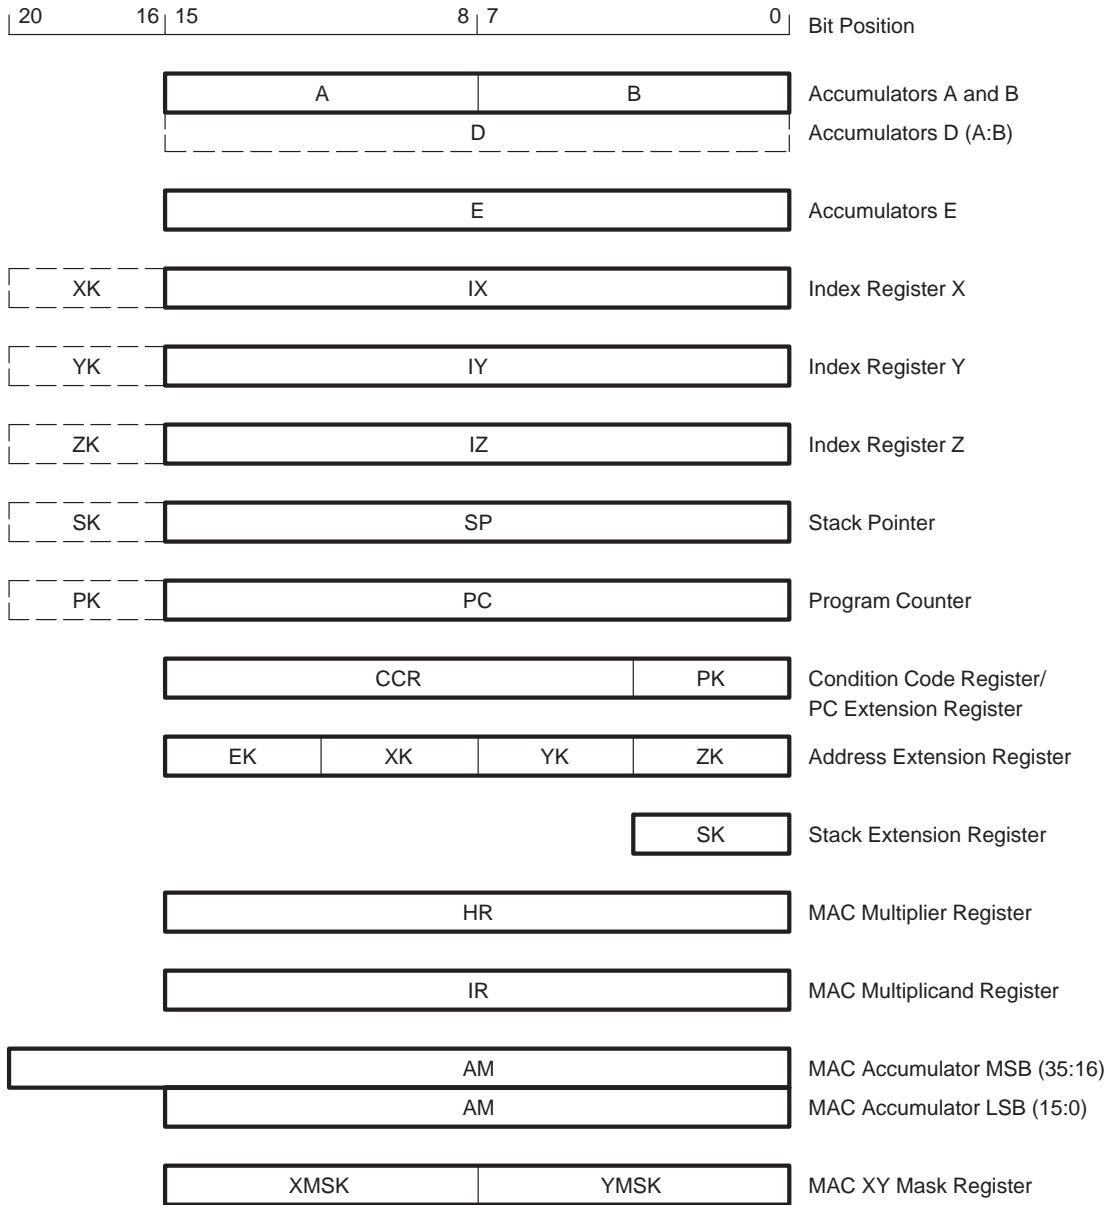 20 16 15 8 7 0 Bit Position
A B Accumulators A and B
D Accumulators D (A:B)
E Accumulators E
XK IX Index Register X
YK IY Index Register Y
ZK IZ Index Register Z
SK SP Stack Pointer
PK PC Program Counter
CCR PK Condition Code Register/
PC Extension Register
EK XK YK ZK Address Extension Register
SK Stack Extension Register
HR MAC Multiplier Register
IR MAC Multiplicand Register
AM MAC Accumulator MSB (35:16)
AM MAC Accumulator LSB (15:0)
XMSK YMSK MAC XY Mask Register